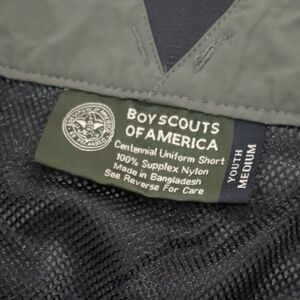 BOY SCOUTS
OF AMERICA
Centennial Uniform Short
100% Supplex Nylon
Made in Bangladesh
See Reverse For Care
YOUTH
MEDIUM